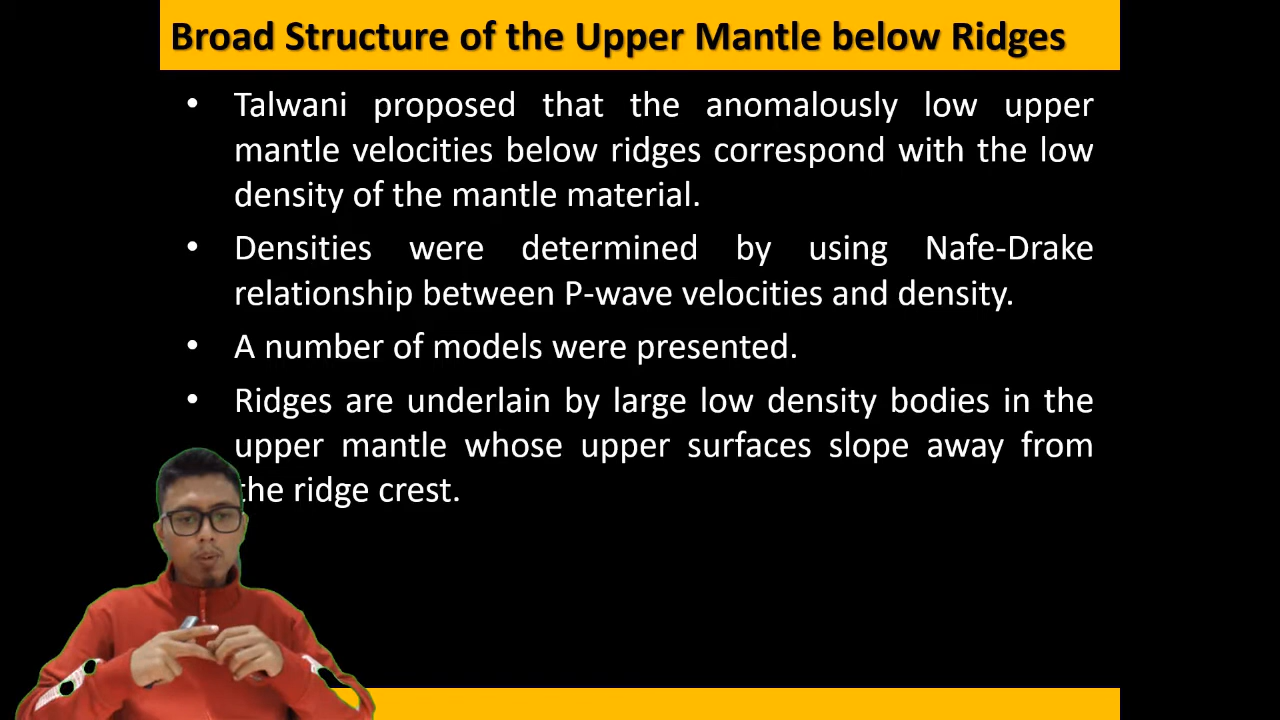 Broad Structure of the Upper Mantle below Ridges
• Talwani proposed that the anomalously low upper
mantle velocities below ridges correspond with the low
density of the mantle material.
• Densities were determined by using Nafe-Drake
relationship between P-wave velocities and density.
• A number of models were presented.
• Ridges are underlain by large low density bodies in the
upper mantle whose upper surfaces slope away from
the ridge crest.